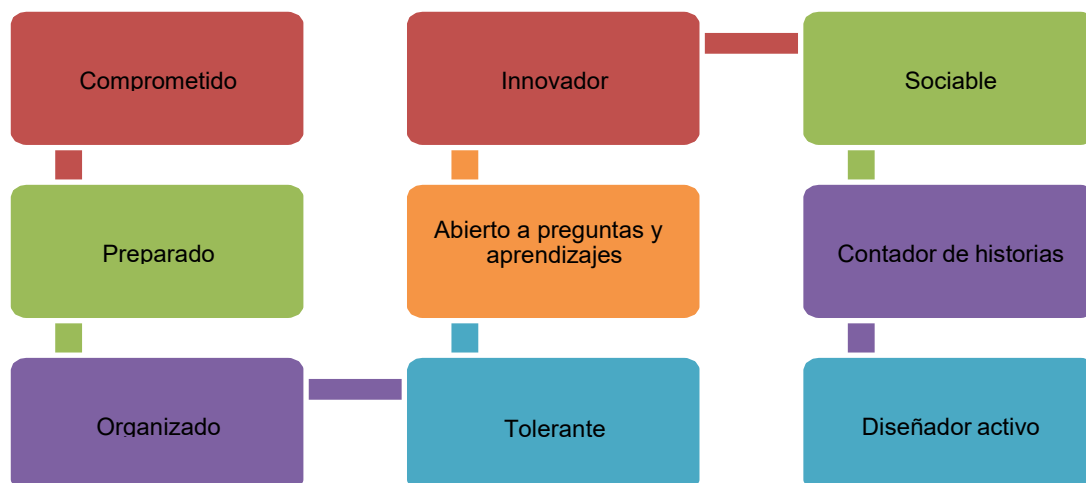 Comprometido
Preparado
Organizado
Tolerante
Abierto a preguntas y
aprendizajes
Innovador
Sociable
Contador de historias
Diseñador activo